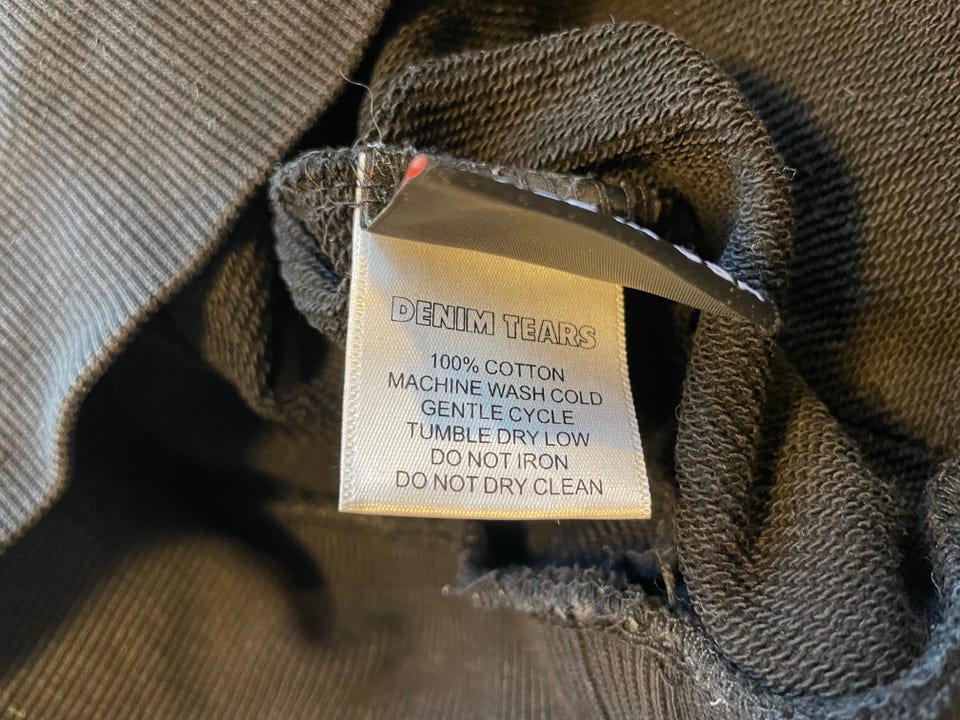 DENIM TEARS
100% COTTON
MACHINE WASH COLD
GENTLE CYCLE
TUMBLE DRY LOW
DO NOT IRON
DO NOT DRY CLEAN